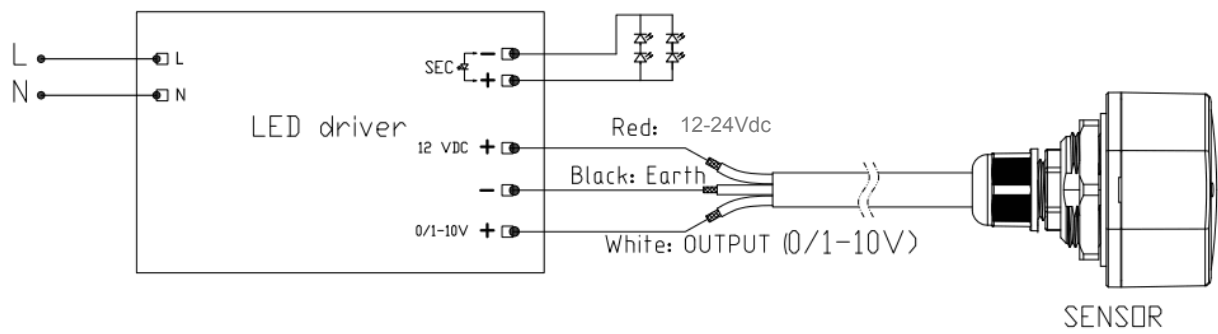 L
N
L
N
LED driver
SEC
-
+
12 VDC +
-
0/1-10V +
Red: 12-24Vdc
Black: Earth
White: OUTPUT (0/1-10V)
SENSOR